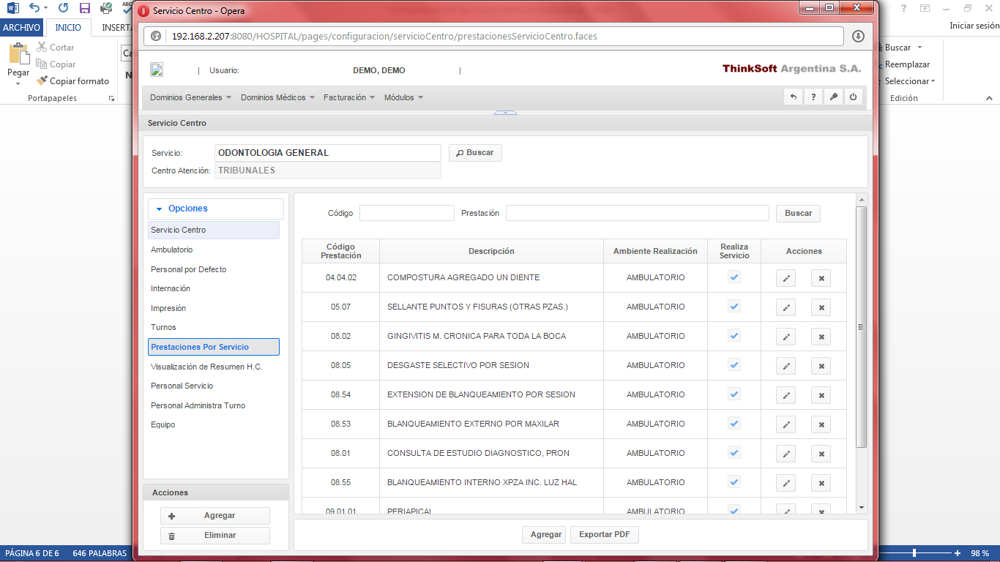 Servicio Centro - Opera
ARCHIVO
INICIO
INSERT
Iniciar sesión
192.168.2.207:8080/HOSPITAL/pages/configuracion/servicioCentro/prestacionesServicioCentro.faces
Cortar
Copiar
Copiar formato
Pegar
Portapapeles
Ca
N
Buscar
Reemplazar
Seleccionar
Edición
| Usuario: DEMO, DEMO |
ThinkSoft Argentina S.A.
Dominios Generales Dominios Médicos Facturación Módulos
Servicio Centro
Servicio: ODONTOLOGIA GENERAL Buscar
Centro Atención: TRIBUNALES
Opciones
Servicio Centro
Ambulatorio
Personal por Defecto
Internación
Impresión
Turnos
Prestaciones Por Servicio
Visualización de Resumen H.C.
Personal Servicio
Personal Administra Turno
Equipo
Acciones
Agregar
Eliminar
Código Prestación Buscar
Código Prestación Descripción Ambiente Realización Realiza Servicio Acciones
04.04.02 COMPOSTURA AGREGADO UN DIENTE AMBULATORIO
05.07 SELLANTE PUNTOS Y FISURAS (OTRAS PZAS.) AMBULATORIO
08.02 GINGIVITIS M. CRONICA PARA TODA LA BOCA AMBULATORIO
08.05 DESGASTE SELECTIVO POR SESION AMBULATORIO
08.54 EXTENSION DE BLANQUEAMIENTO POR SESION AMBULATORIO
08.53 BLANQUEAMIENTO EXTERNO POR MAXILAR AMBULATORIO
08.01 CONSULTA DE ESTUDIO DIAGNOSTICO, PRON AMBULATORIO
08.55 BLANQUEAMIENTO INTERNO XPZA INC. LUZ HAL AMBULATORIO
09.01.01 PERIAPICAL AMBULATORIO
Agregar Exportar PDF
PÁGINA 6 DE 6 646 PALABRAS
98 %